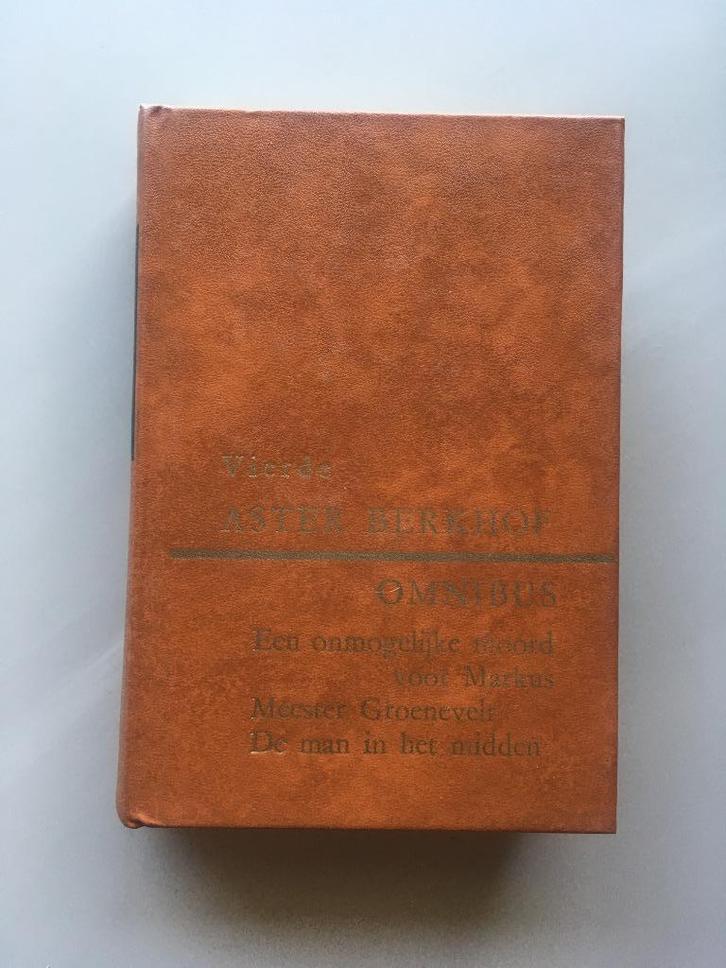 Vierde
ASTER BERKHOF
OMNIBUS
Een onmogelijke moord
voor Markus
Meester Groenevelt
De man in het midden